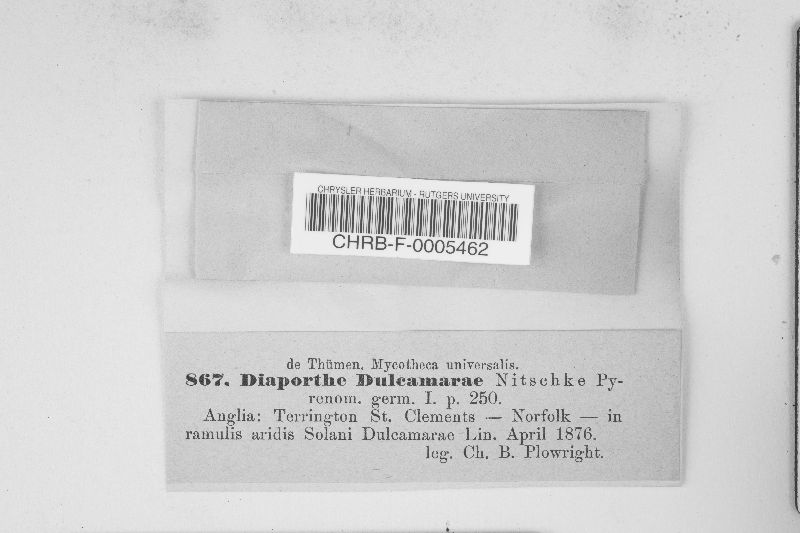 CHRYSLER HERBARIUM - RUTGERS UNIVERSITY
CHRB-F-0005462
de Thümen, Mycotheca universalis.
867. Diaporthe Dulcamarae Nitschke Py-
renom. germ. I. p. 250.
Anglia: Terrington St. Clements — Norfolk — in
ramulis aridis Solani Dulcamarae Lin. April 1876.
leg. Ch. B. Plowright.